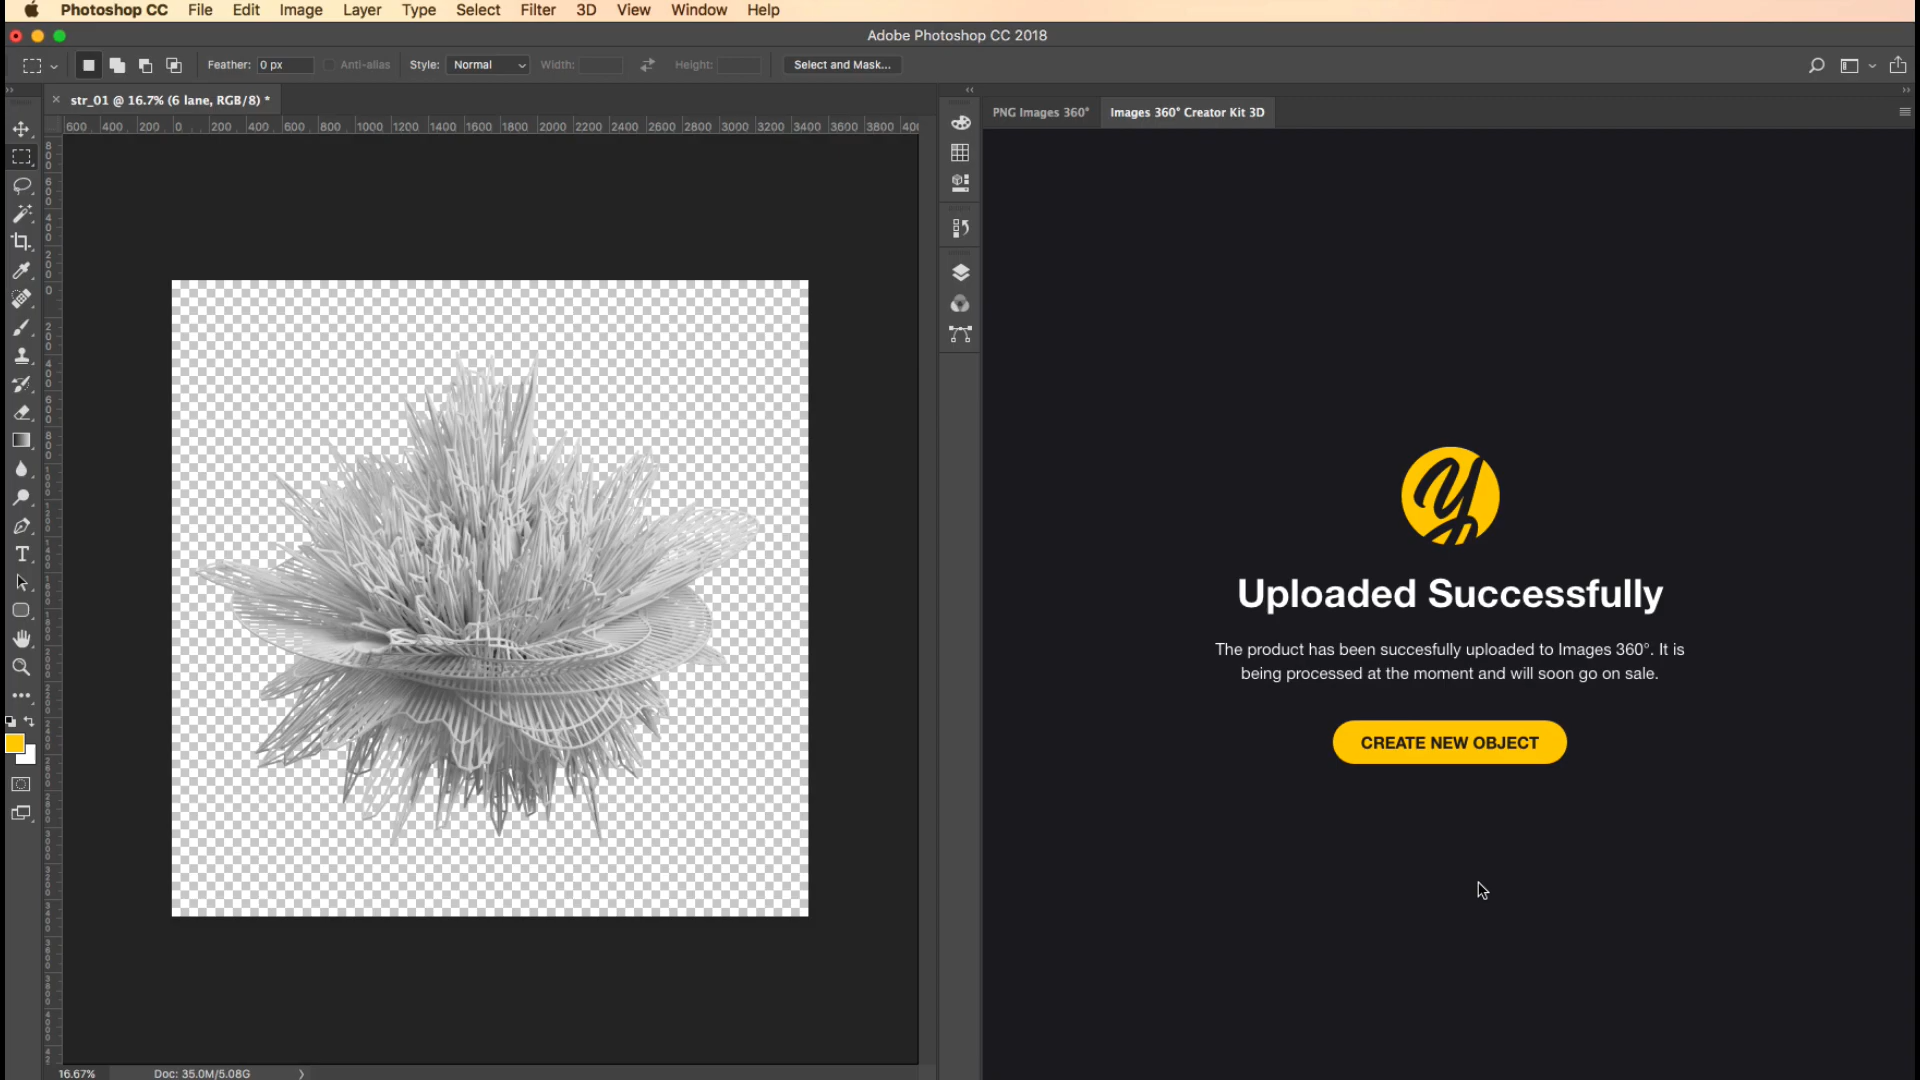 Photoshop CC File Edit Image Layer Type Select Filter 3D View Window Help
Adobe Photoshop CC 2018
Feather: 0 px Anti-alias Style: Normal Width: Height: Select and Mask...
str_01 @ 16.7% (6 lane, RGB/8) *
PNG Images 360° Images 360° Creator Kit 3D
600 400 200 0 200 400 600 800 1000 1200 1400 1600 1800 2000 2200 2400 2600 2800 3000 3200 3400 3600 3800 400
Uploaded Successfully
The product has been succesfully uploaded to Images 360°. It is
being processed at the moment and will soon go on sale.
CREATE NEW OBJECT
16.67% Doc: 35.0M/5.08G